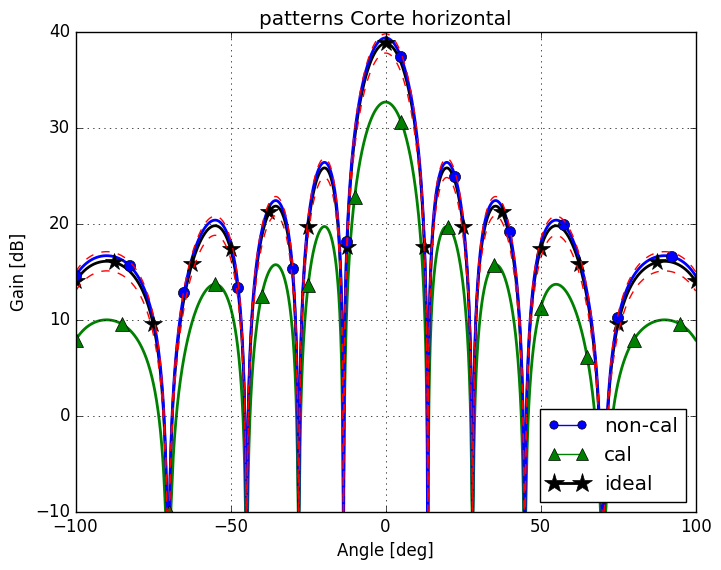 patterns Corte horizontal
Gain [dB]
40
30
20
10
0
−10
−100
−50
0
50
100
Angle [deg]
non-cal
cal
ideal